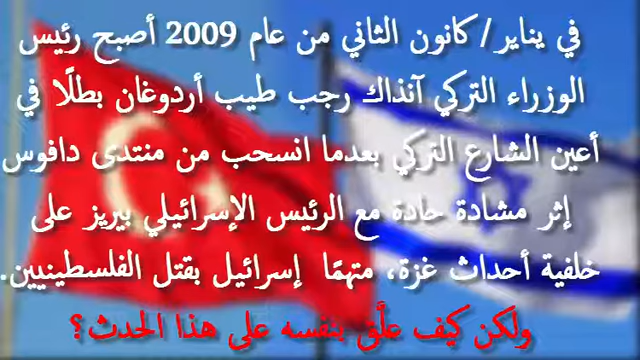 في يناير/كانون الثاني من عام 2009 أصبح رئيس
الوزراء التركي آنذاك رجب طيب أردوغان بطلًا في
أعين الشارع التركي بعدما انسحب من منتدى دافوس
إثر مشادة حادة مع الرئيس الإسرائيلي بيريز على
خلفية أحداث غزة، متهمًا إسرائيل بقتل الفلسطينيين.
ولكن كيف علَّق بنفسه على هذا الحدث؟